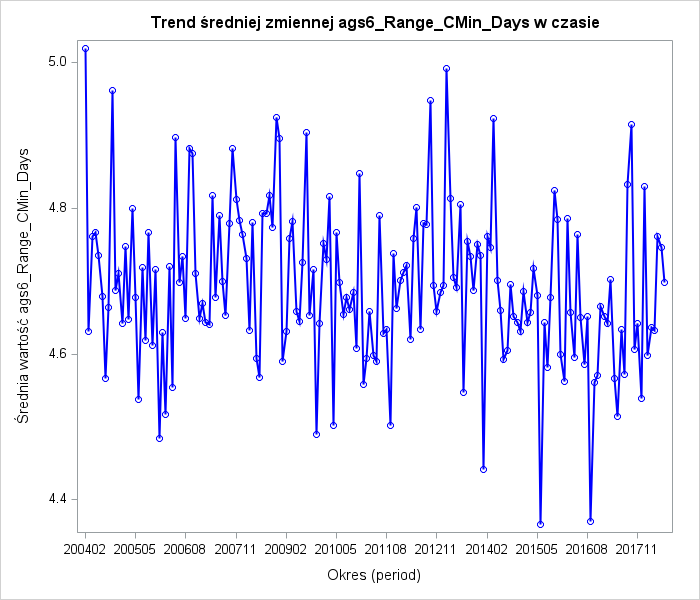 Trend średniej zmiennej ags6_Range_CMin_Days w czasie
Średnia wartość ags6_Range_CMin_Days
5.0
4.8
4.6
4.4
200402 200505 200608 200711 200902 201005 201108 201211 201402 201505 201608 201711
Okres (period)